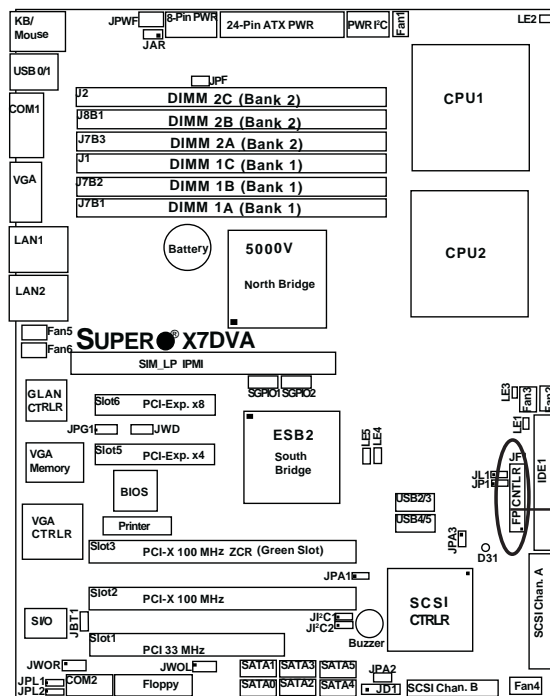 KB/
Mouse
JPWF
8-Pin PWR
24-Pin ATX PWR
PWR I²C
Fan1
LE2
JAR
USB 0/1
JPF
COM1
J2 DIMM 2C (Bank 2)
J8B1 DIMM 2B (Bank 2)
J7B3 DIMM 2A (Bank 2)
J1 DIMM 1C (Bank 1)
J7B2 DIMM 1B (Bank 1)
J7B1 DIMM 1A (Bank 1)
CPU1
VGA
LAN1
LAN2
Battery
5000V
North Bridge
CPU2
Fan5
Fan6
SUPER ® X7DVA
SIM_LP IPMI
SGPIO1
SGPIO2
GLAN
CTRLR
Slot6 PCI-Exp. x8
JPG1
JWD
Slot5 PCI-Exp. x4
ESB2
South
Bridge
LE5
LE4
LE3
Fan3
Fan2
LE1
VGA
Memory
BIOS
JL1
JP1
FP CNTLR
IDE1
USB2/3
USB4/5
Printer
VGA
CTRLR
JPA3
D31
Slot3 PCI-X 100 MHz ZCR (Green Slot)
JPA1
Slot2 PCI-X 100 MHz
SCSI
CTRLR
SCSI Chan. A
S I/O
JBT1
JI²C1
JI²C2
Buzzer
Slot1 PCI 33 MHz
JWOR
JWOL
SATA1
SATA3
SATA5
SATA0
SATA2
SATA4
JPA2
JPL1
JPL2
COM2
Floppy
JD1
SCSI Chan. B
Fan4